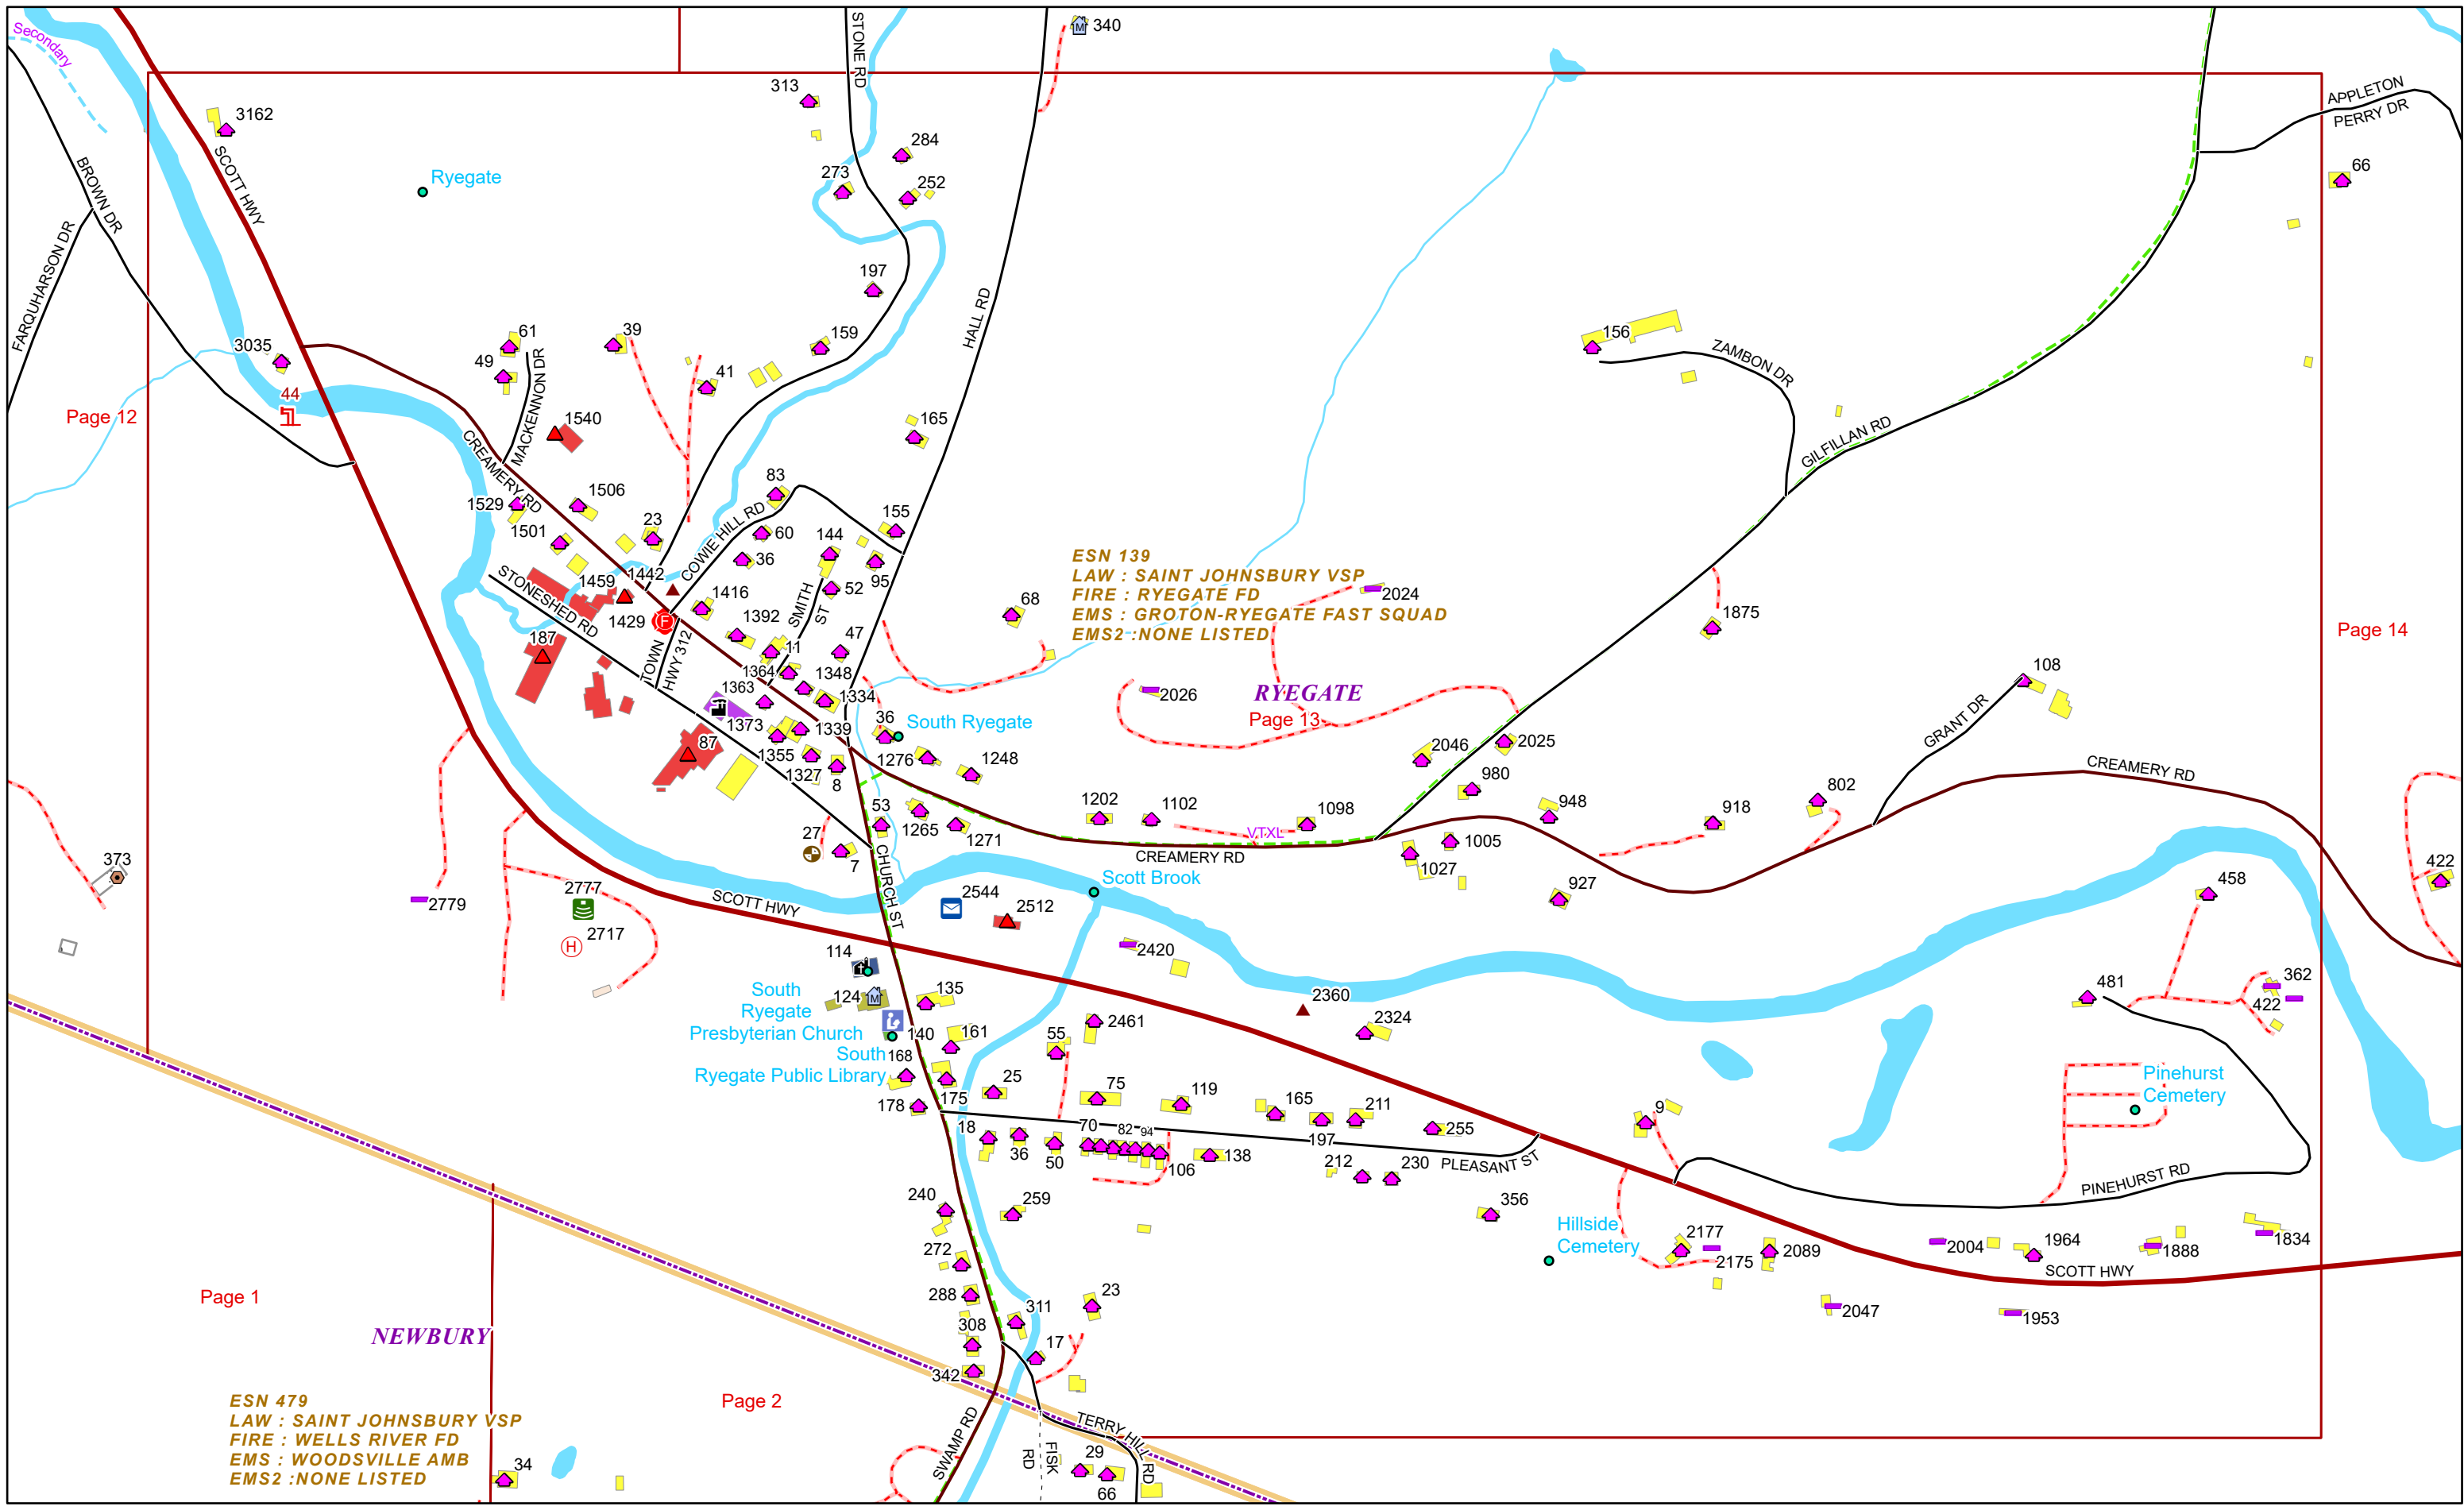 Secondary
STONE RD
340
313
3162
SCOTT HWY
BROWN DR
Ryegate
284
273
252
APPLETON
PERRY DR
66
FARQUHARSON DR
197
HALL RD
3035
61
49
39
159
41
MACKENNON DR
156
ZAMBON DR
44
Page 12
1540
CREAMERY RD
165
GILFILLAN RD
83
1529
1506
1501
23
COWIE HILL RD
60
36
144
155
95
52
SMITH
ST
ESN 139
LAW : SAINT JOHNSBURY VSP
FIRE : RYEGATE FD
EMS : GROTON-RYEGATE FAST SQUAD
EMS2 :NONE LISTED
2024
STONESHED RD
1459
1442
1416
1429
F
1392
187
TOWN
HWY 312
11
47
68
1875
Page 14
1364
1348
1363
1334
1373
1339
36
South Ryegate
2026
RYEGATE
Page 13
108
GRANT DR
87
1355
1327
8
1276
1248
2046
2025
980
CREAMERY RD
53
1265
1271
1202
1102
1098
VTXL
948
918
802
27
7
CHURCH ST
CREAMERY RD
1027
1005
373
Scott Brook
927
422
458
2779
2777
2717
H
SCOTT HWY
2544
2512
2420
114
124
M
135
South
Ryegate
Presbyterian Church
140
161
2360
2324
2461
55
481
362
422
South
Ryegate Public Library
168
178
175
25
75
119
165
211
255
9
Pinehurst
Cemetery
18
36
50
70
82
94
106
138
197
212
230
PLEASANT ST
PINEHURST RD
240
259
356
Hillside
Cemetery
272
2177
2175
2089
2004
1964
1888
1834
SCOTT HWY
Page 1
288
311
23
2047
1953
NEWBURY
308
17
342
Page 2
ESN 479
LAW : SAINT JOHNSBURY VSP
FIRE : WELLS RIVER FD
EMS : WOODSVILLE AMB
EMS2 :NONE LISTED
34
SWAMP RD
FISK
RD
TERRY HILL RD
29
66